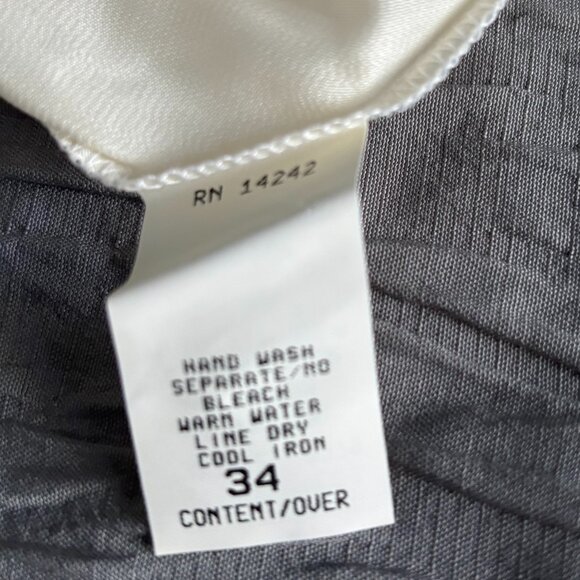 RN 14242
HAND WASH
SEPARATE/NO
BLEACH
WARM WATER
LINE DRY
COOL IRON
34
CONTENT/OVER